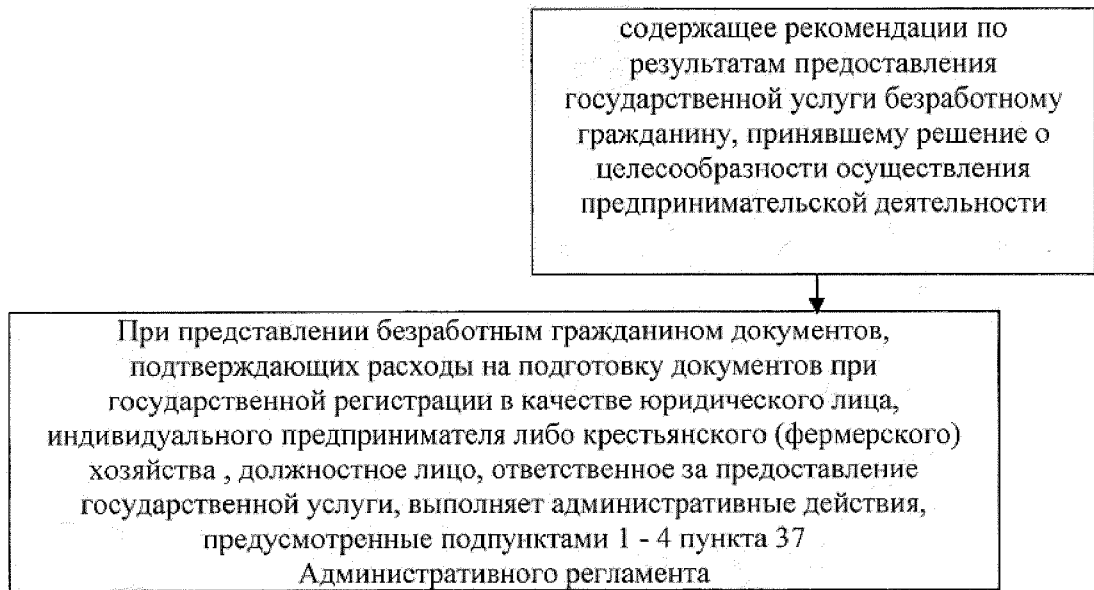 содержащее рекомендации по
результатам предоставления
государственной услуги безработному
гражданину, принявшему решение о
целесообразности осуществления
предпринимательской деятельности
При представлении безработным гражданином документов,
подтверждающих расходы на подготовку документов при
государственной регистрации в качестве юридического лица,
индивидуального предпринимателя либо крестьянского (фермерского)
хозяйства , должностное лицо, ответственное за предоставление
государственной услуги, выполняет административные действия,
предусмотренные подпунктами 1 - 4 пункта 37
Административного регламента